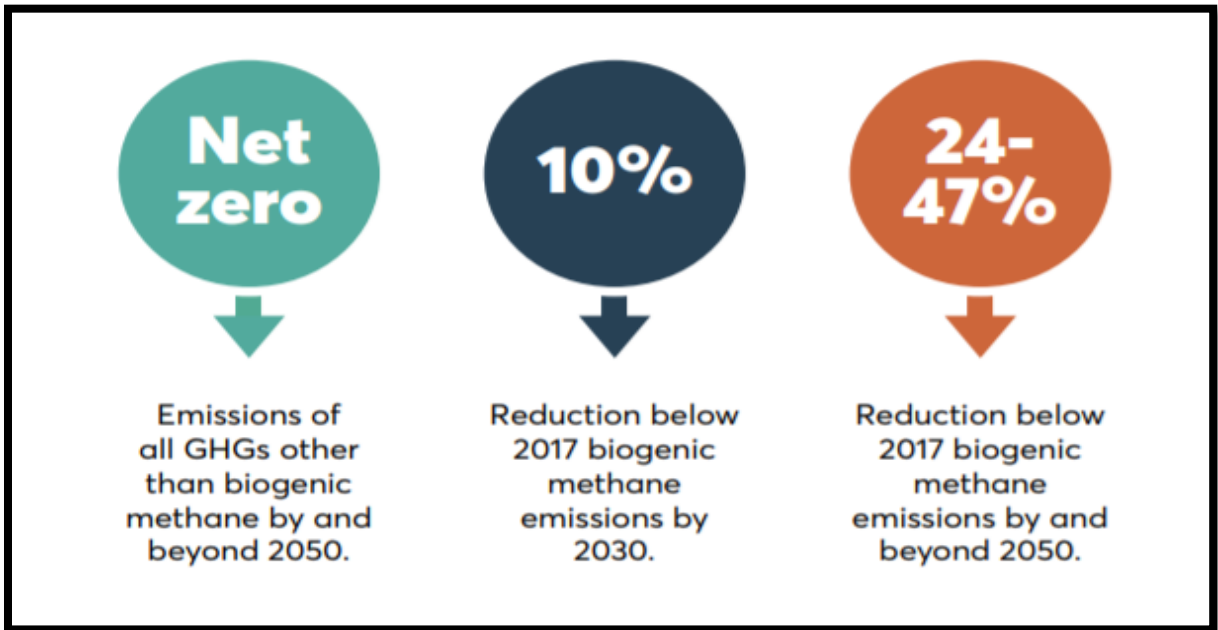 Net
zero
Emissions of
all GHGs other
than biogenic
methane by and
beyond 2050.
10%
Reduction below
2017 biogenic
methane
emissions by
2030.
24-
47%
Reduction below
2017 biogenic
methane
emissions by and
beyond 2050.